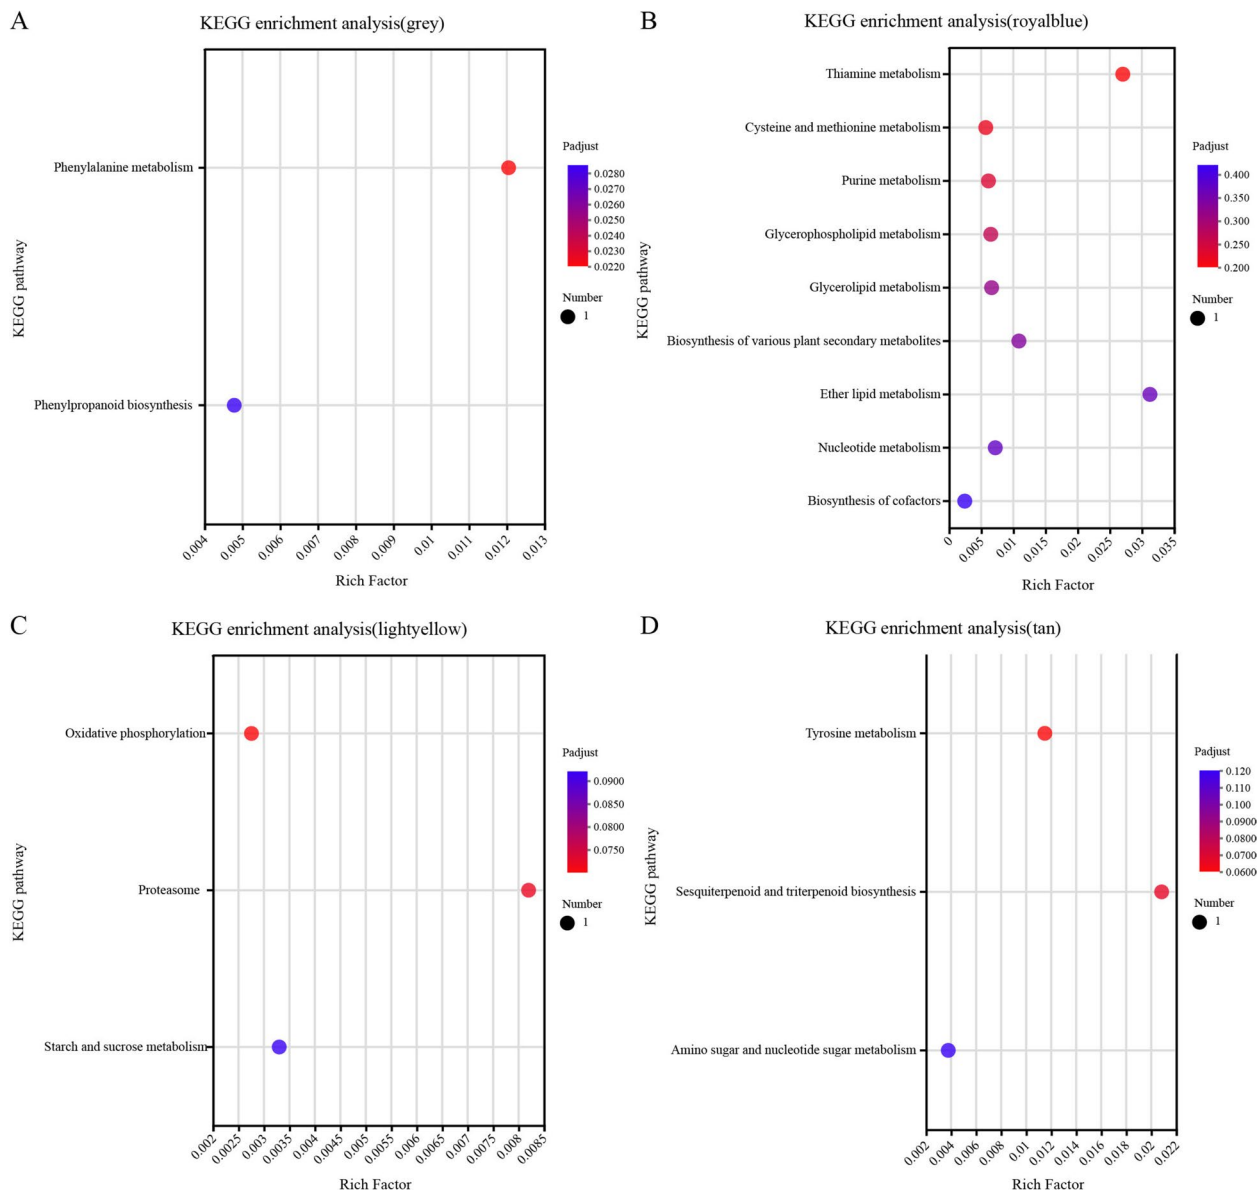 A
KEGG enrichment analysis(grey)
KEGG pathway
Phenylalanine metabolism
Phenylpropanoid biosynthesis
0.004
0.005
0.006
0.007
0.008
0.009
0.01
0.011
0.012
0.013
Rich Factor
Padjust
0.0280
0.0270
0.0260
0.0250
0.0240
0.0230
0.0220
Number
1
B
KEGG enrichment analysis(royalblue)
KEGG pathway
Thiamine metabolism
Cysteine and methionine metabolism
Purine metabolism
Glycerophospholipid metabolism
Glycerolipid metabolism
Biosynthesis of various plant secondary metabolites
Ether lipid metabolism
Nucleotide metabolism
Biosynthesis of cofactors
0
0.005
0.01
0.015
0.02
0.025
0.03
0.035
Rich Factor
Padjust
0.400
0.350
0.300
0.250
0.200
Number
1
C
KEGG enrichment analysis(lightyellow)
KEGG pathway
Oxidative phosphorylation
Proteasome
Starch and sucrose metabolism
0.002
0.0025
0.003
0.0035
0.004
0.0045
0.005
0.0055
0.006
0.0065
0.007
0.0075
0.008
0.0085
Rich Factor
Padjust
0.0900
0.0850
0.0800
0.0750
Number
1
D
KEGG enrichment analysis(tan)
KEGG pathway
Tyrosine metabolism
Sesquiterpenoid and triterpenoid biosynthesis
Amino sugar and nucleotide sugar metabolism
0.002
0.004
0.006
0.008
0.01
0.012
0.014
0.016
0.018
0.02
0.022
Rich Factor
Padjust
0.120
0.110
0.100
0.0900
0.0800
0.0700
0.0600
Number
1